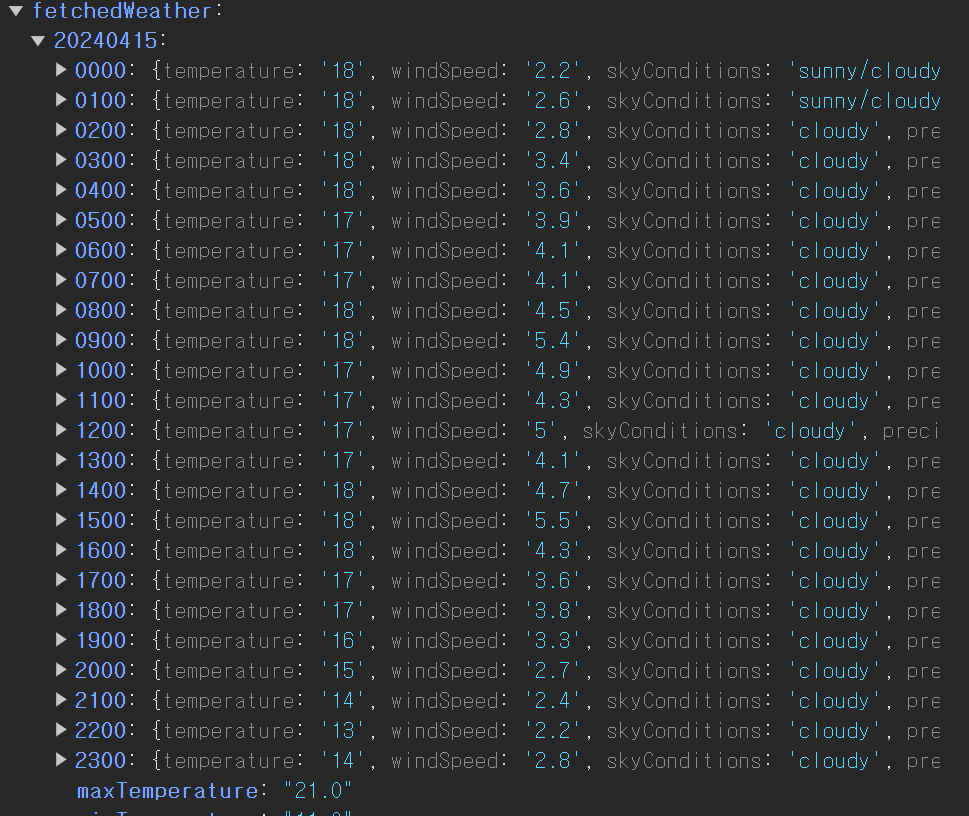 ▼ fetchedWeather:
▼ 20240415:
▶ 0000: {temperature: '18', windSpeed: '2.2', skyConditions: 'sunny/cloudy
▶ 0100: {temperature: '18', windSpeed: '2.6', skyConditions: 'sunny/cloudy
▶ 0200: {temperature: '18', windSpeed: '2.8', skyConditions: 'cloudy', pre
▶ 0300: {temperature: '18', windSpeed: '3.4', skyConditions: 'cloudy', pre
▶ 0400: {temperature: '18', windSpeed: '3.6', skyConditions: 'cloudy', pre
▶ 0500: {temperature: '17', windSpeed: '3.9', skyConditions: 'cloudy', pre
▶ 0600: {temperature: '17', windSpeed: '4.1', skyConditions: 'cloudy', pre
▶ 0700: {temperature: '17', windSpeed: '4.1', skyConditions: 'cloudy', pre
▶ 0800: {temperature: '18', windSpeed: '4.5', skyConditions: 'cloudy', pre
▶ 0900: {temperature: '18', windSpeed: '5.4', skyConditions: 'cloudy', pre
▶ 1000: {temperature: '17', windSpeed: '4.9', skyConditions: 'cloudy', pre
▶ 1100: {temperature: '17', windSpeed: '4.3', skyConditions: 'cloudy', pre
▶ 1200: {temperature: '17', windSpeed: '5', skyConditions: 'cloudy', preci
▶ 1300: {temperature: '17', windSpeed: '4.1', skyConditions: 'cloudy', pre
▶ 1400: {temperature: '18', windSpeed: '4.7', skyConditions: 'cloudy', pre
▶ 1500: {temperature: '18', windSpeed: '5.5', skyConditions: 'cloudy', pre
▶ 1600: {temperature: '18', windSpeed: '4.3', skyConditions: 'cloudy', pre
▶ 1700: {temperature: '17', windSpeed: '3.6', skyConditions: 'cloudy', pre
▶ 1800: {temperature: '17', windSpeed: '3.8', skyConditions: 'cloudy', pre
▶ 1900: {temperature: '16', windSpeed: '3.3', skyConditions: 'cloudy', pre
▶ 2000: {temperature: '15', windSpeed: '2.7', skyConditions: 'cloudy', pre
▶ 2100: {temperature: '14', windSpeed: '2.4', skyConditions: 'cloudy', pre
▶ 2200: {temperature: '13', windSpeed: '2.2', skyConditions: 'cloudy', pre
▶ 2300: {temperature: '14', windSpeed: '2.8', skyConditions: 'cloudy', pre
maxTemperature: "21.0"